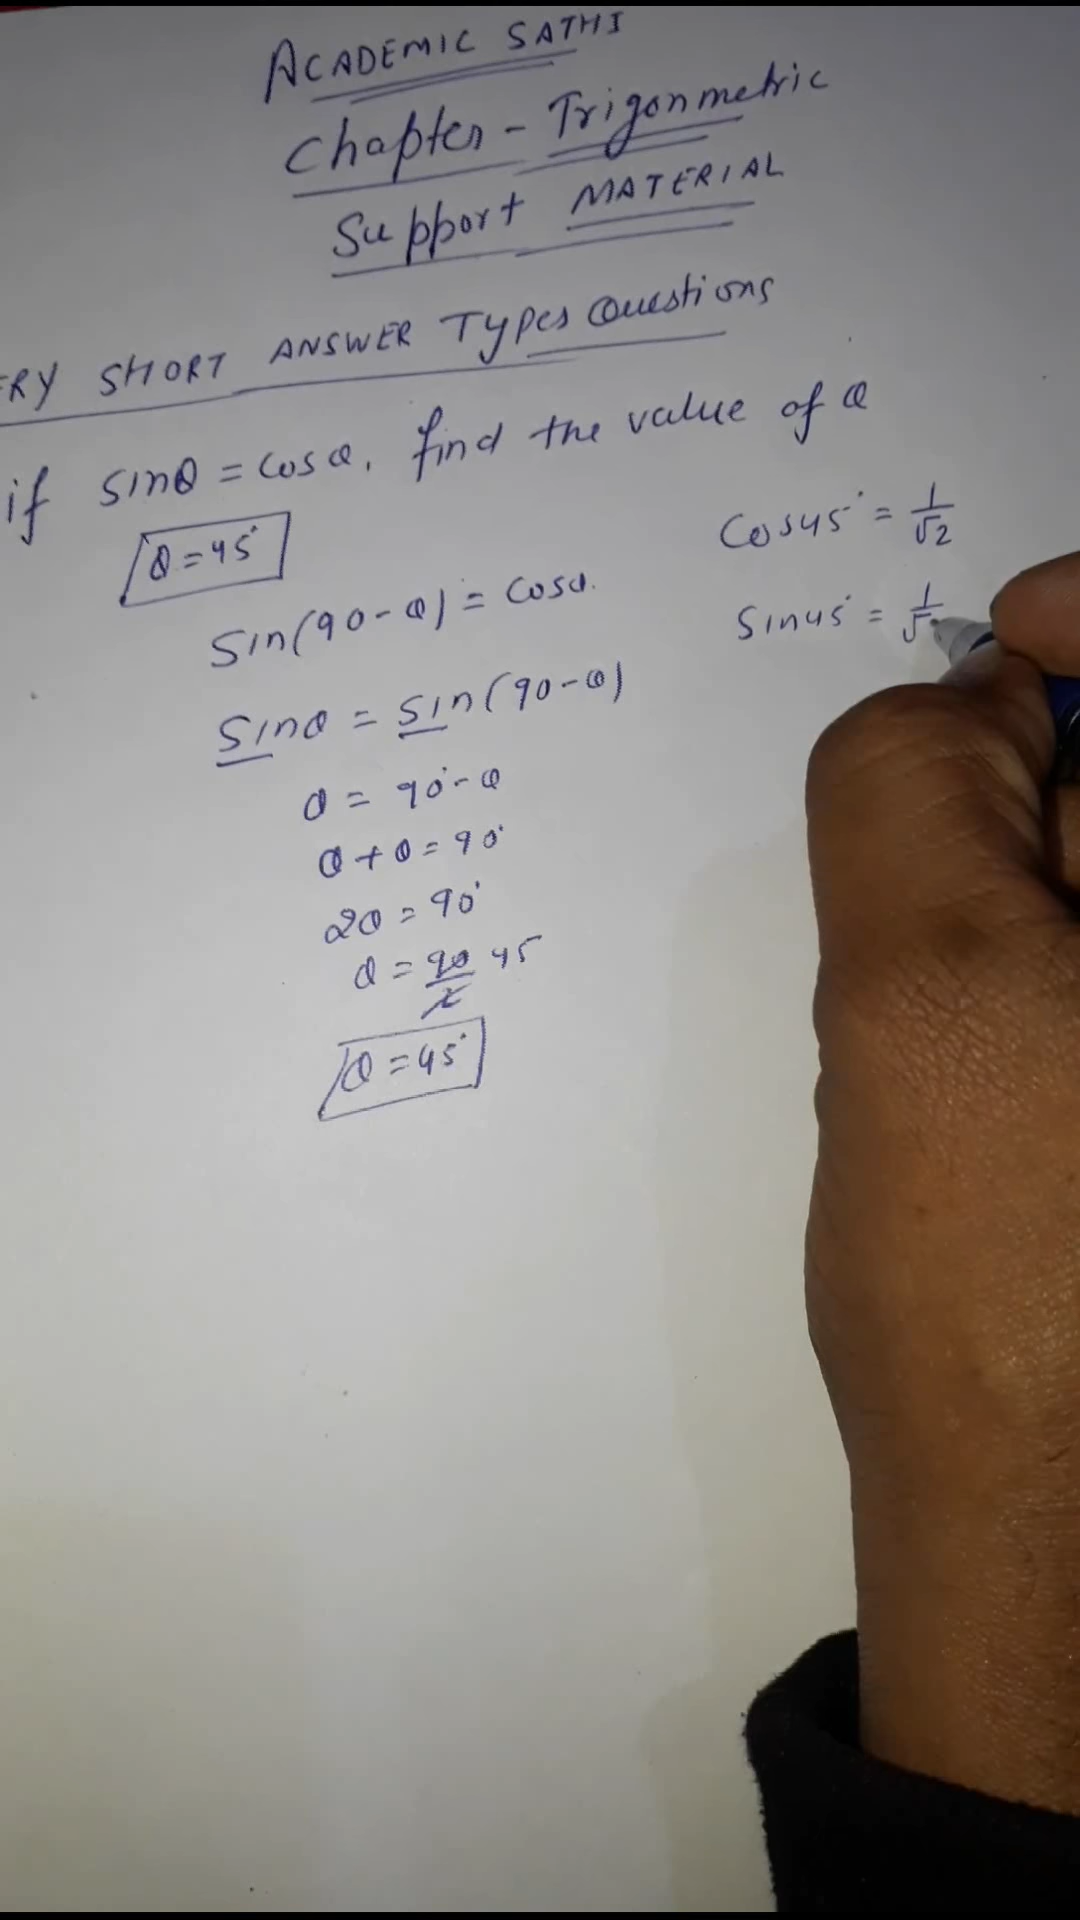 ACADEMIC SATHI
Chapter - Trigonmetric
Support MATERIAL
ERY SHORT ANSWER Types Questions
if sinθ = cosθ, find the value of θ
θ = 45°
Cos45° = 1/√2
Sin(90-θ) = cosθ.
Sin45° = 1/√
Sinθ = Sin(90-θ)
θ = 90°-θ
θ+θ = 90°
2θ = 90°
θ = 90/2 45
θ = 45°